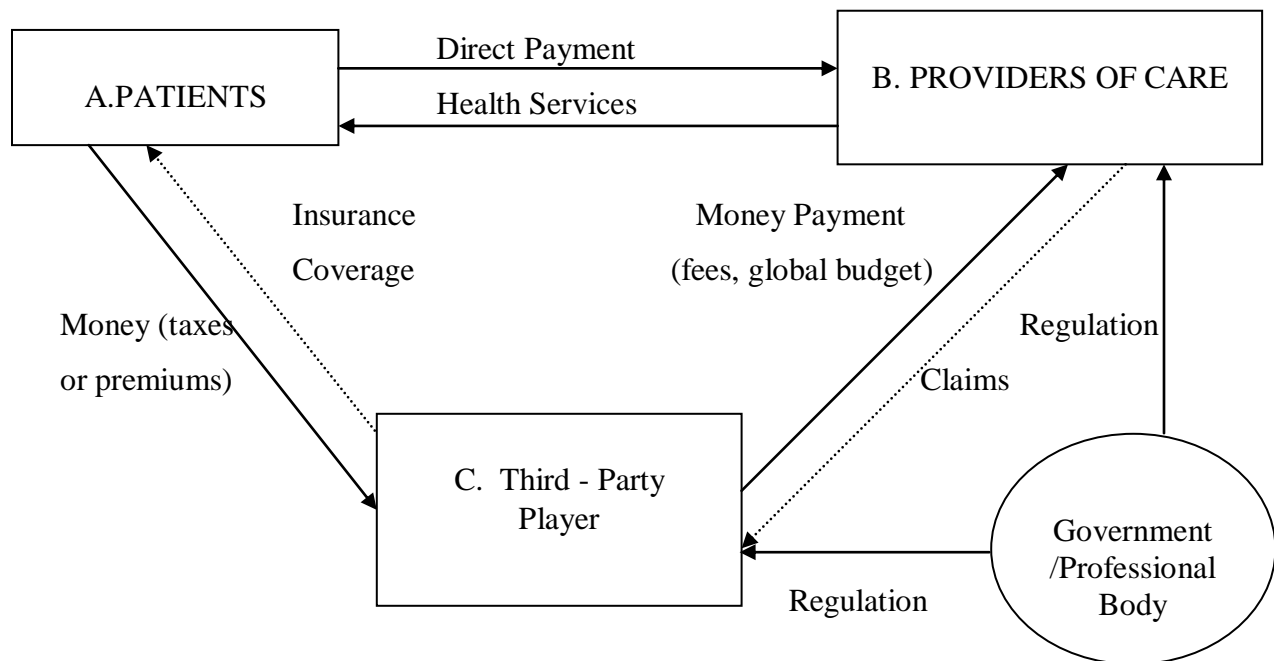 Direct Payment
A.PATIENTS
B. PROVIDERS OF CARE
Health Services
Insurance
Coverage
Money Payment
(fees, global budget)
Money (taxes
or premiums)
Regulation
Claims
C. Third - Party
Player
Government
/Professional
Body
Regulation